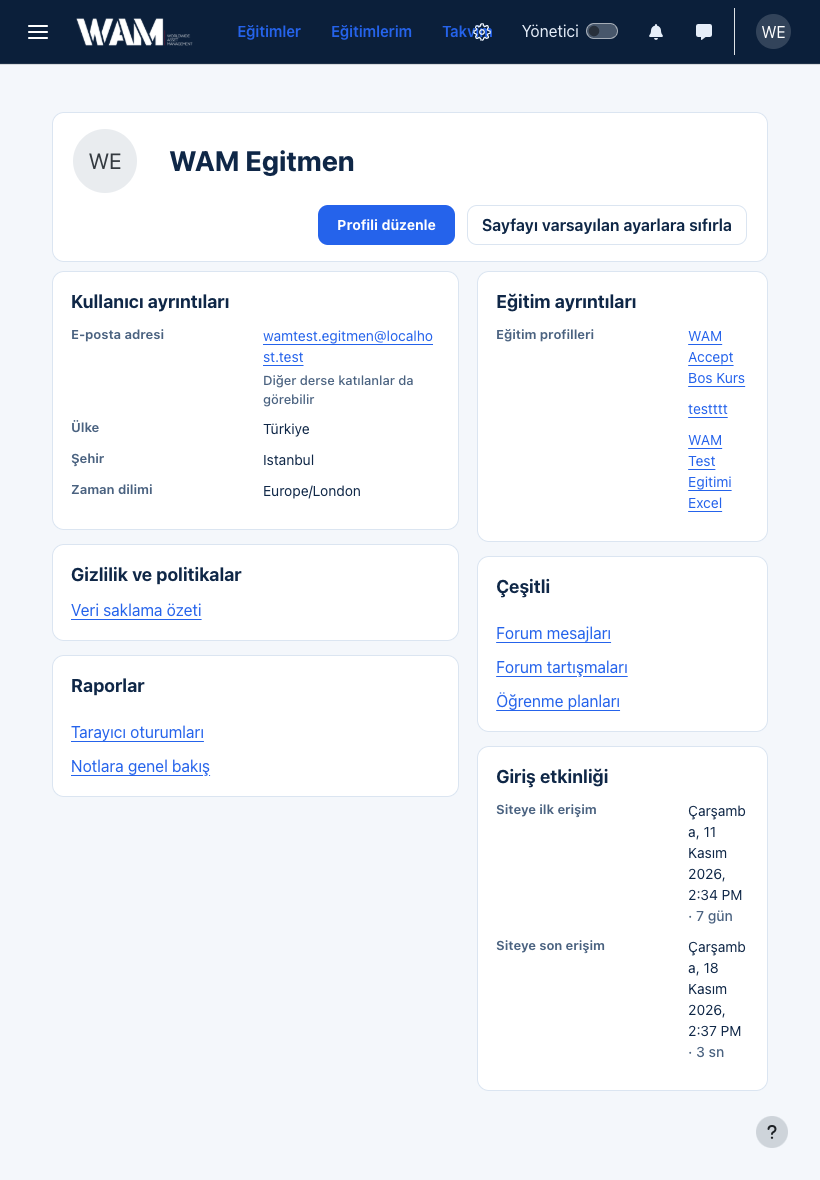 WAM
WORLDWIDE
ASSET
MANAGEMENT
Eğitimler
Eğitimlerim
Takv
Yönetici
WE
WE
WAM Egitmen
Profili düzenle
Sayfayı varsayılan ayarlara sıfırla
Kullanıcı ayrıntıları
E-posta adresi
wamtest.egitmen@localho
st.test
Diğer derse katılanlar da
görebilir
Ülke
Türkiye
Şehir
Istanbul
Zaman dilimi
Europe/London
Gizlilik ve politikalar
Veri saklama özeti
Raporlar
Tarayıcı oturumları
Notlara genel bakış
Eğitim ayrıntıları
Eğitim profilleri
WAM
Accept
Bos Kurs
testttt
WAM
Test
Egitimi
Excel
Çeşitli
Forum mesajları
Forum tartışmaları
Öğrenme planları
Giriş etkinliği
Siteye ilk erişim
Çarşamb
a, 11
Kasım
2026,
2:34 PM
· 7 gün
Siteye son erişim
Çarşamb
a, 18
Kasım
2026,
2:37 PM
· 3 sn
?